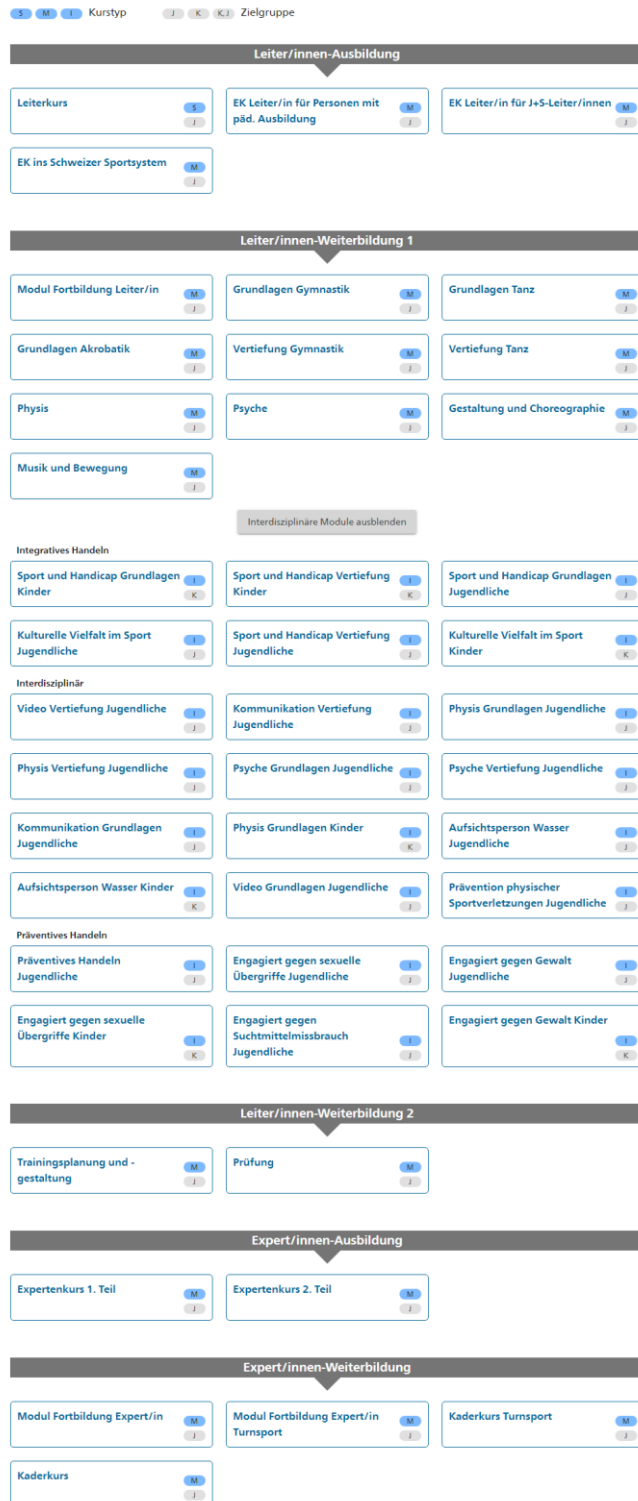 S M I Kurstyp J K K,J Zielgruppe
Leiter/innen-Ausbildung
Leiterkurs
S
J
EK Leiter/in für Personen mit
päd. Ausbildung
M
J
EK Leiter/in für J+S-Leiter/innen
M
J
EK ins Schweizer Sportsystem
M
J
Leiter/innen-Weiterbildung 1
Modul Fortbildung Leiter/in
M
J
Grundlagen Gymnastik
M
J
Grundlagen Tanz
M
J
Grundlagen Akrobatik
M
J
Vertiefung Gymnastik
M
J
Vertiefung Tanz
M
J
Physis
M
J
Psyche
M
J
Gestaltung und Choreographie
M
J
Musik und Bewegung
M
J
Interdisziplinäre Module ausblenden
Integratives Handeln
Sport und Handicap Grundlagen
Kinder
I
K
Sport und Handicap Vertiefung
Kinder
I
K
Sport und Handicap Grundlagen
Jugendliche
I
J
Kulturelle Vielfalt im Sport
Jugendliche
I
J
Sport und Handicap Vertiefung
Jugendliche
I
J
Kulturelle Vielfalt im Sport
Kinder
I
K
Interdisziplinär
Video Vertiefung Jugendliche
I
J
Kommunikation Vertiefung
Jugendliche
I
J
Physis Grundlagen Jugendliche
I
J
Physis Vertiefung Jugendliche
I
J
Psyche Grundlagen Jugendliche
I
J
Psyche Vertiefung Jugendliche
I
J
Kommunikation Grundlagen
Jugendliche
I
J
Physis Grundlagen Kinder
I
K
Aufsichtsperson Wasser
Jugendliche
I
J
Aufsichtsperson Wasser Kinder
I
K
Video Grundlagen Jugendliche
I
J
Prävention physischer
Sportverletzungen Jugendliche
I
J
Präventives Handeln
Präventives Handeln
Jugendliche
I
J
Engagiert gegen sexuelle
Übergriffe Jugendliche
I
J
Engagiert gegen Gewalt
Jugendliche
I
J
Engagiert gegen sexuelle
Übergriffe Kinder
I
K
Engagiert gegen
Suchtmittelmissbrauch
Jugendliche
I
J
Engagiert gegen Gewalt Kinder
I
K
Leiter/innen-Weiterbildung 2
Trainingsplanung und -
gestaltung
M
J
Prüfung
M
J
Expert/innen-Ausbildung
Expertenkurs 1. Teil
M
J
Expertenkurs 2. Teil
M
J
Expert/innen-Weiterbildung
Modul Fortbildung Expert/in
M
J
Modul Fortbildung Expert/in
Turnsport
M
J
Kaderkurs Turnsport
M
J
Kaderkurs
M
J